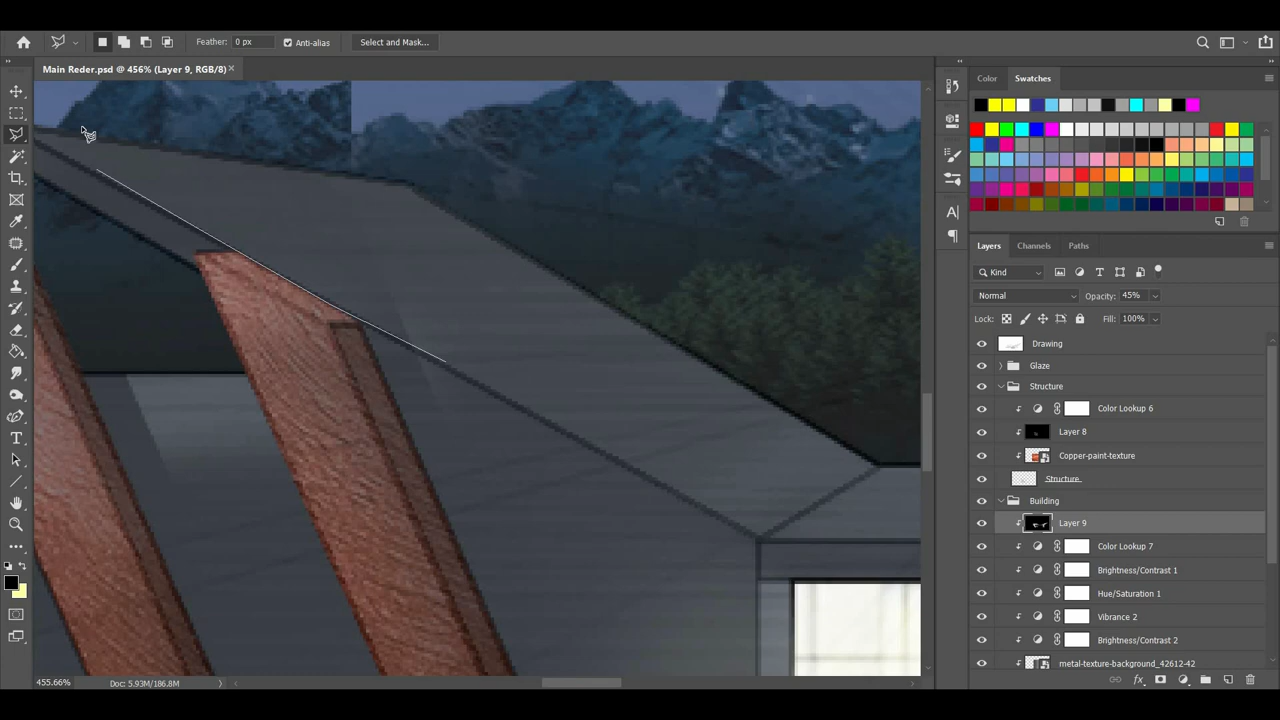 Feather: 0 px Anti-alias Select and Mask...
Main Reder.psd @ 456% (Layer 9, RGB/8)
Color Swatches
Layers Channels Paths
Kind
Normal Opacity: 45%
Lock: Fill: 100%
Drawing
Glaze
Structure
Color Lookup 6
Layer 8
Copper-paint-texture
Structure
Building
Layer 9
Color Lookup 7
Brightness/Contrast 1
Hue/Saturation 1
Vibrance 2
Brightness/Contrast 2
metal-texture-background_42612-42
455.66% Doc: 5.93M/186.8M